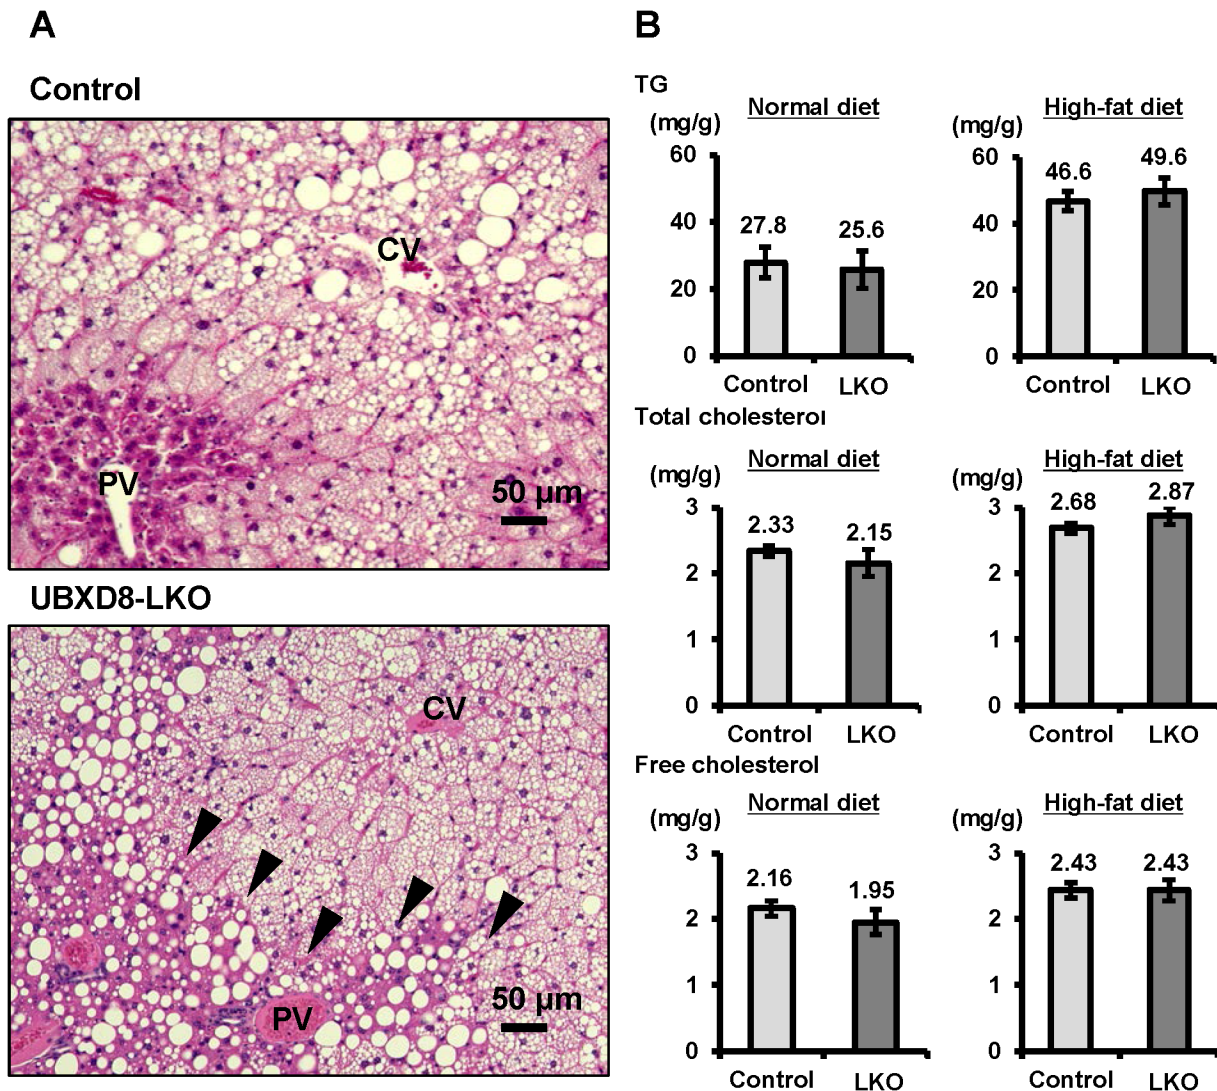 A
Control
CV
PV
50 µm
UBXD8-LKO
CV
PV
50 µm
B
TG
Normal diet
(mg/g)
60
40
20
0
27.8
25.6
Control
LKO
High-fat diet
(mg/g)
60
40
20
0
46.6
49.6
Control
LKO
Total cholesterol
Normal diet
(mg/g)
3
2
1
0
2.33
2.15
Control
LKO
High-fat diet
(mg/g)
3
2
1
0
2.68
2.87
Control
LKO
Free cholesterol
Normal diet
(mg/g)
3
2
1
0
2.16
1.95
Control
LKO
High-fat diet
(mg/g)
3
2
1
0
2.43
2.43
Control
LKO